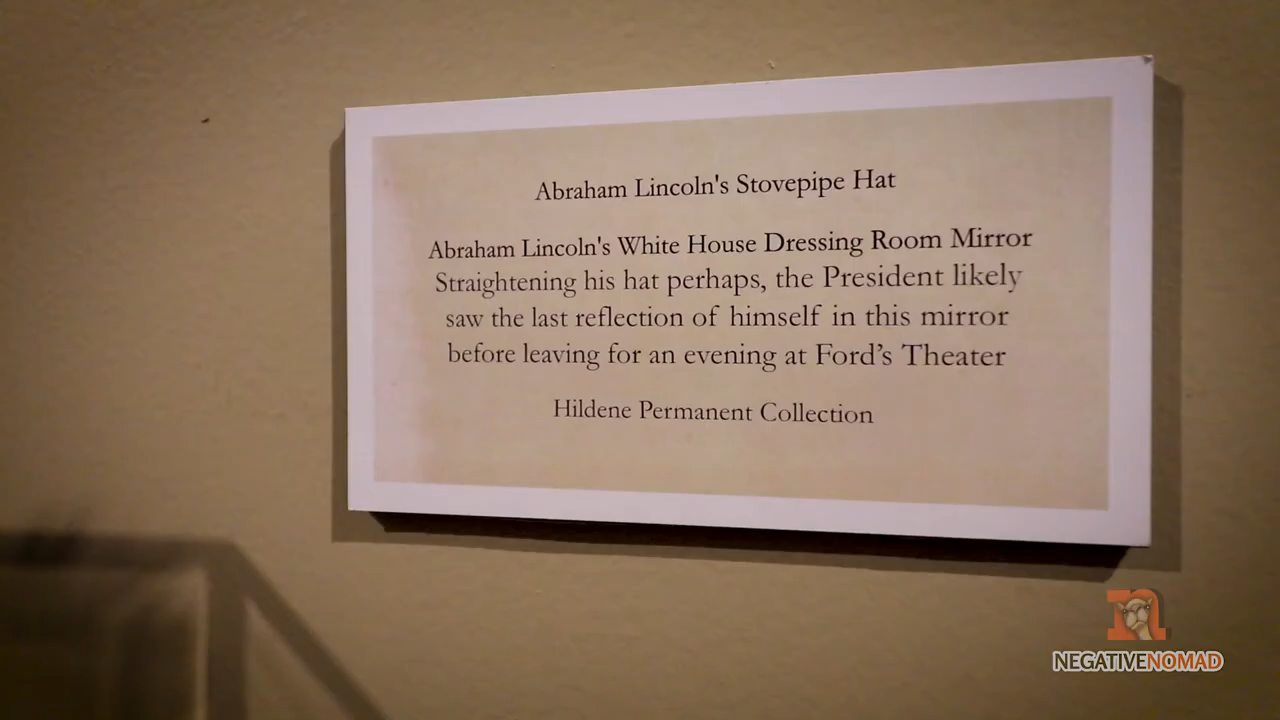 Abraham Lincoln's Stovepipe Hat
Abraham Lincoln's White House Dressing Room Mirror
Straightening his hat perhaps, the President likely
saw the last reflection of himself in this mirror
before leaving for an evening at Ford’s Theater
Hildene Permanent Collection
n
NEGATIVENOMAD